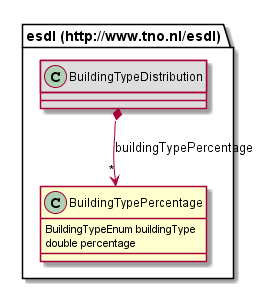 esdl (http://www.tno.nl/esdl)
C BuildingTypeDistribution
buildingTypePercentage
*
C BuildingTypePercentage
BuildingTypeEnum buildingType
double percentage